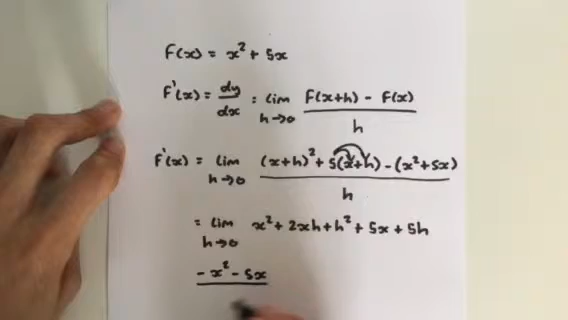 F(x) = x² + 5x
F'(x) = dy/dx = lim h→0 F(x+h) - F(x) / h
F'(x) = lim h→0 (x+h)² + 5(x+h) - (x² + 5x) / h
= lim h→0 x² + 2xh + h² + 5x + 5h
- x² - 5x